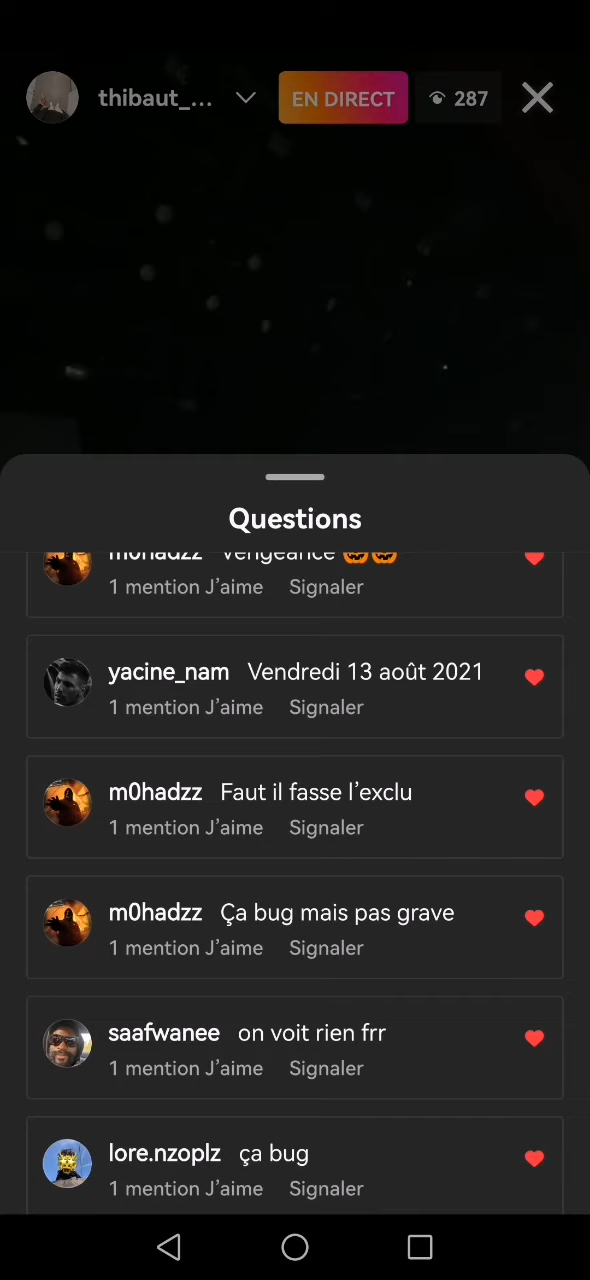 thibaut_... EN DIRECT 287
Questions
m0hadzz Vengeance 🎃🎃
1 mention J’aime Signaler
yacine_nam Vendredi 13 août 2021
1 mention J’aime Signaler
m0hadzz Faut il fasse l’exclu
1 mention J’aime Signaler
m0hadzz Ça bug mais pas grave
1 mention J’aime Signaler
saafwanee on voit rien frr
1 mention J’aime Signaler
lore.nzoplz ça bug
1 mention J’aime Signaler